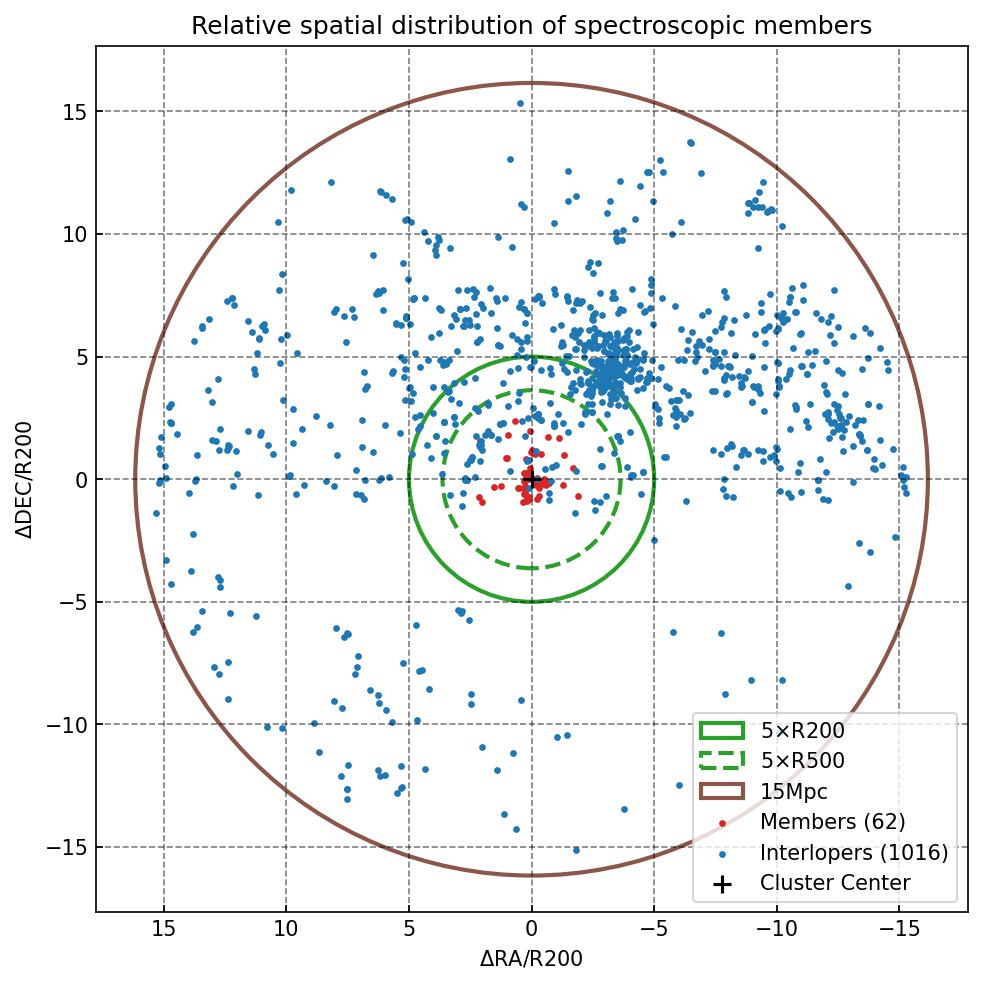 Relative spatial distribution of spectroscopic members
15
10
5
0
−5
−10
−15
ΔDEC/R200
15
10
5
0
−5
−10
−15
ΔRA/R200
5×R200
5×R500
15Mpc
Members (62)
Interlopers (1016)
Cluster Center